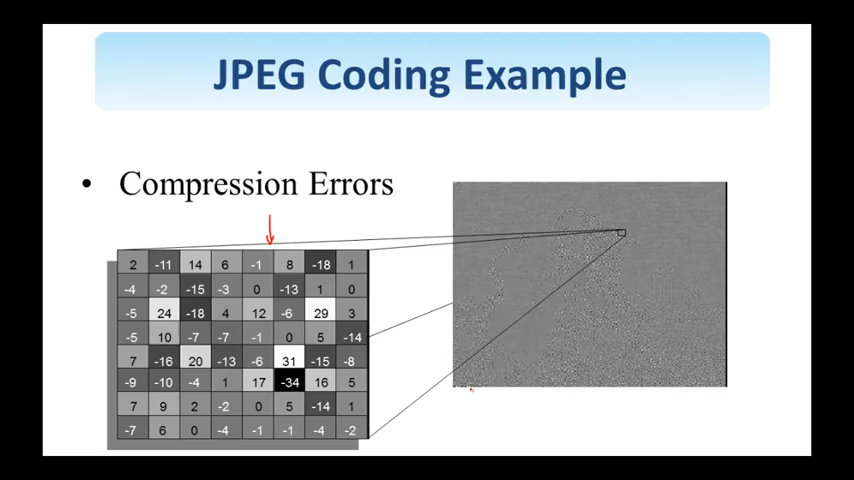 JPEG Coding Example
• Compression Errors
2 -11 14 6 -1 8 -18 1
-4 -2 -15 -3 0 -13 1 0
-5 24 -18 4 12 -6 29 3
-5 10 -7 -7 -1 0 5 -14
7 -16 20 -13 -6 31 -15 -8
-9 -10 -4 1 17 -34 16 5
7 9 2 -2 0 5 -14 1
-7 6 0 -4 -1 -1 -4 -2